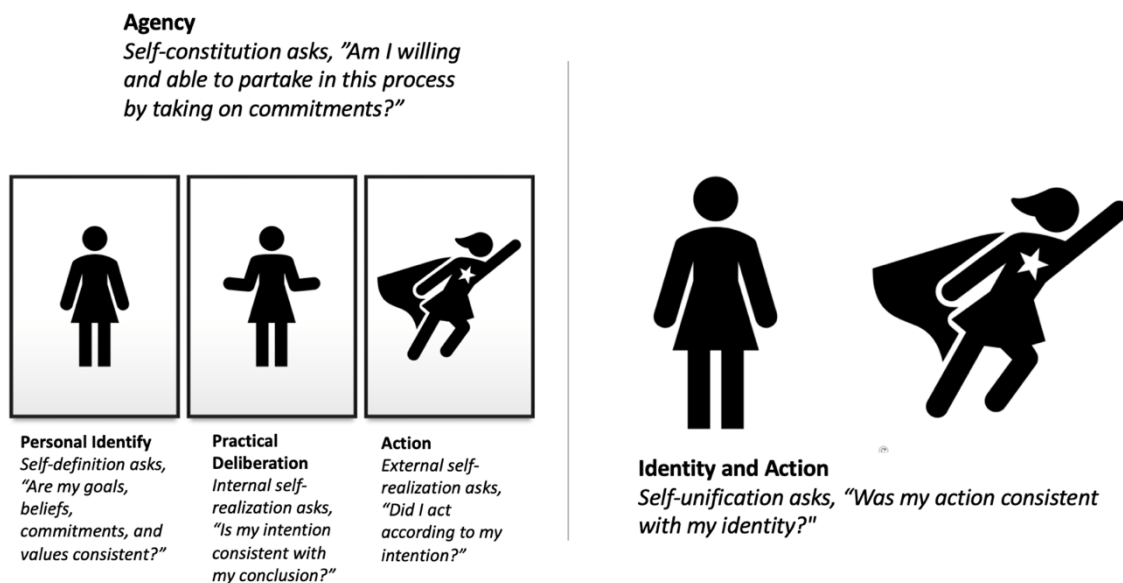 Agency
Self-constitution asks, ”Am I willing
and able to partake in this process
by taking on commitments?”
Personal Identify
Self-definition asks,
“Are my goals,
beliefs,
commitments, and
values consistent?”
Practical
Deliberation
Internal self-
realization asks,
“Is my intention
consistent with
my conclusion?”
Action
External self-
realization asks,
“Did I act
according to my
intention?”
Identity and Action
Self-unification asks, “Was my action consistent
with my identity?"